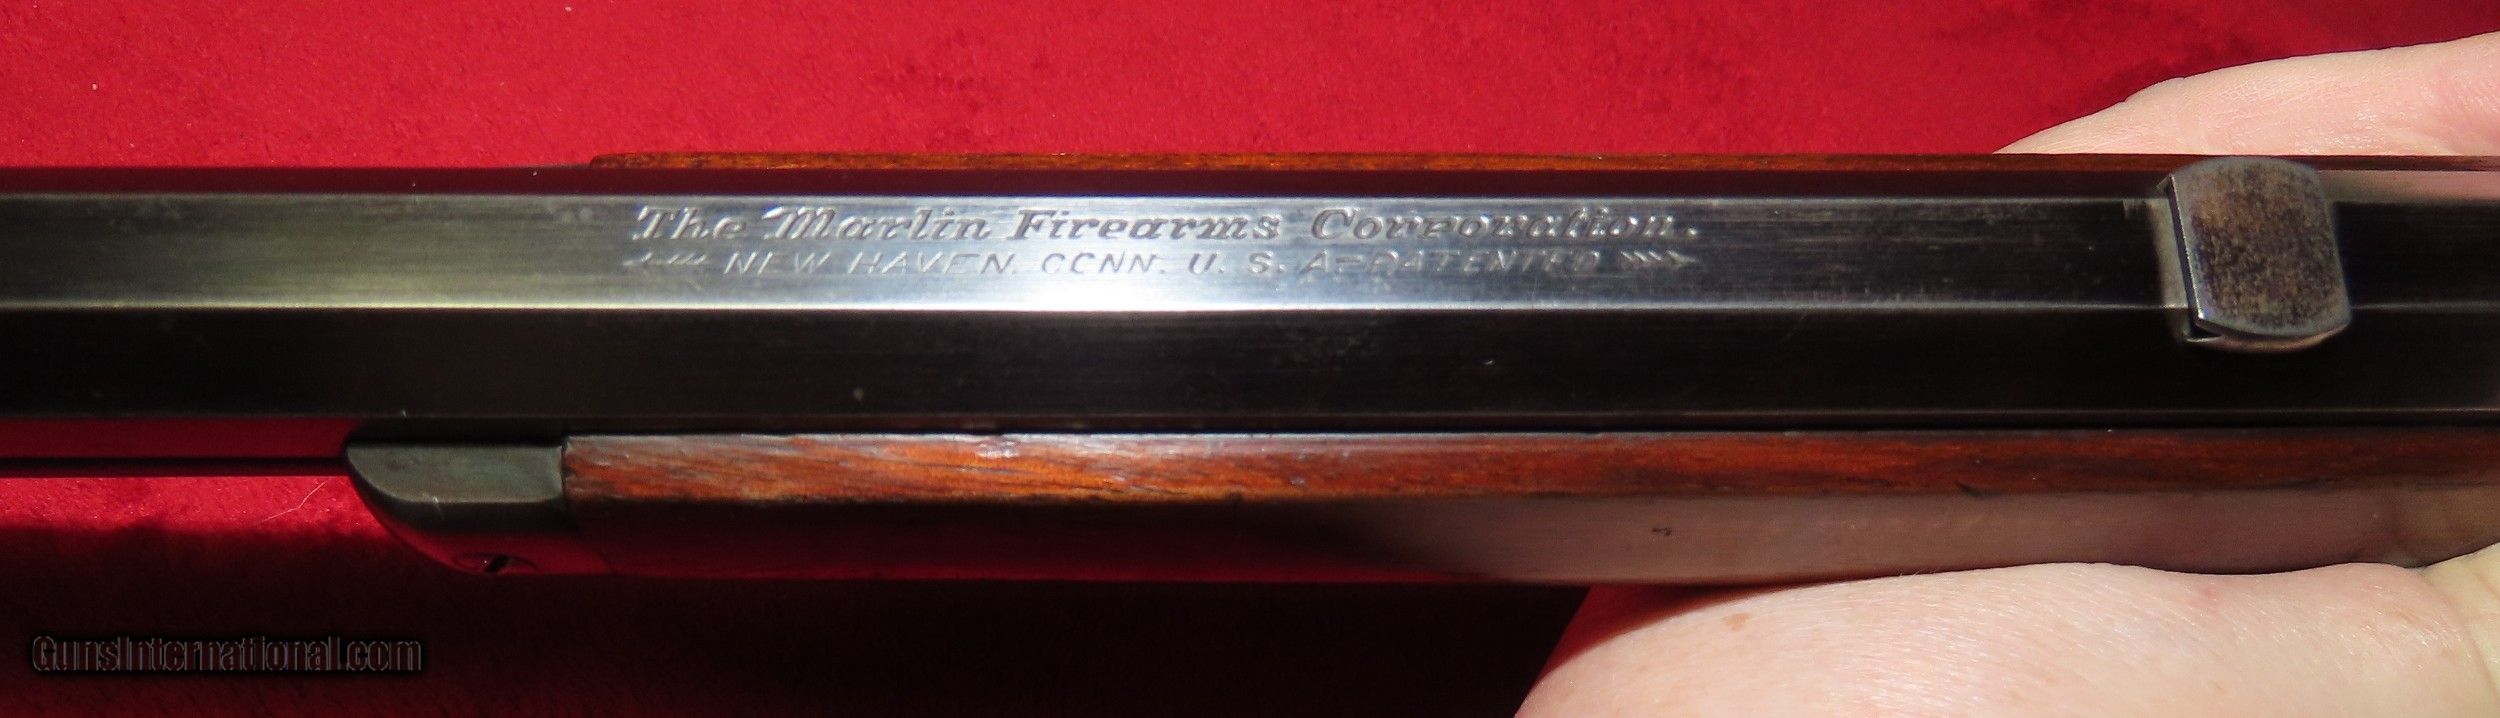 The Marlin Firearms Corporation.
NEW HAVEN. CONN. U. S. A-PATENTED
GunsInternational.com